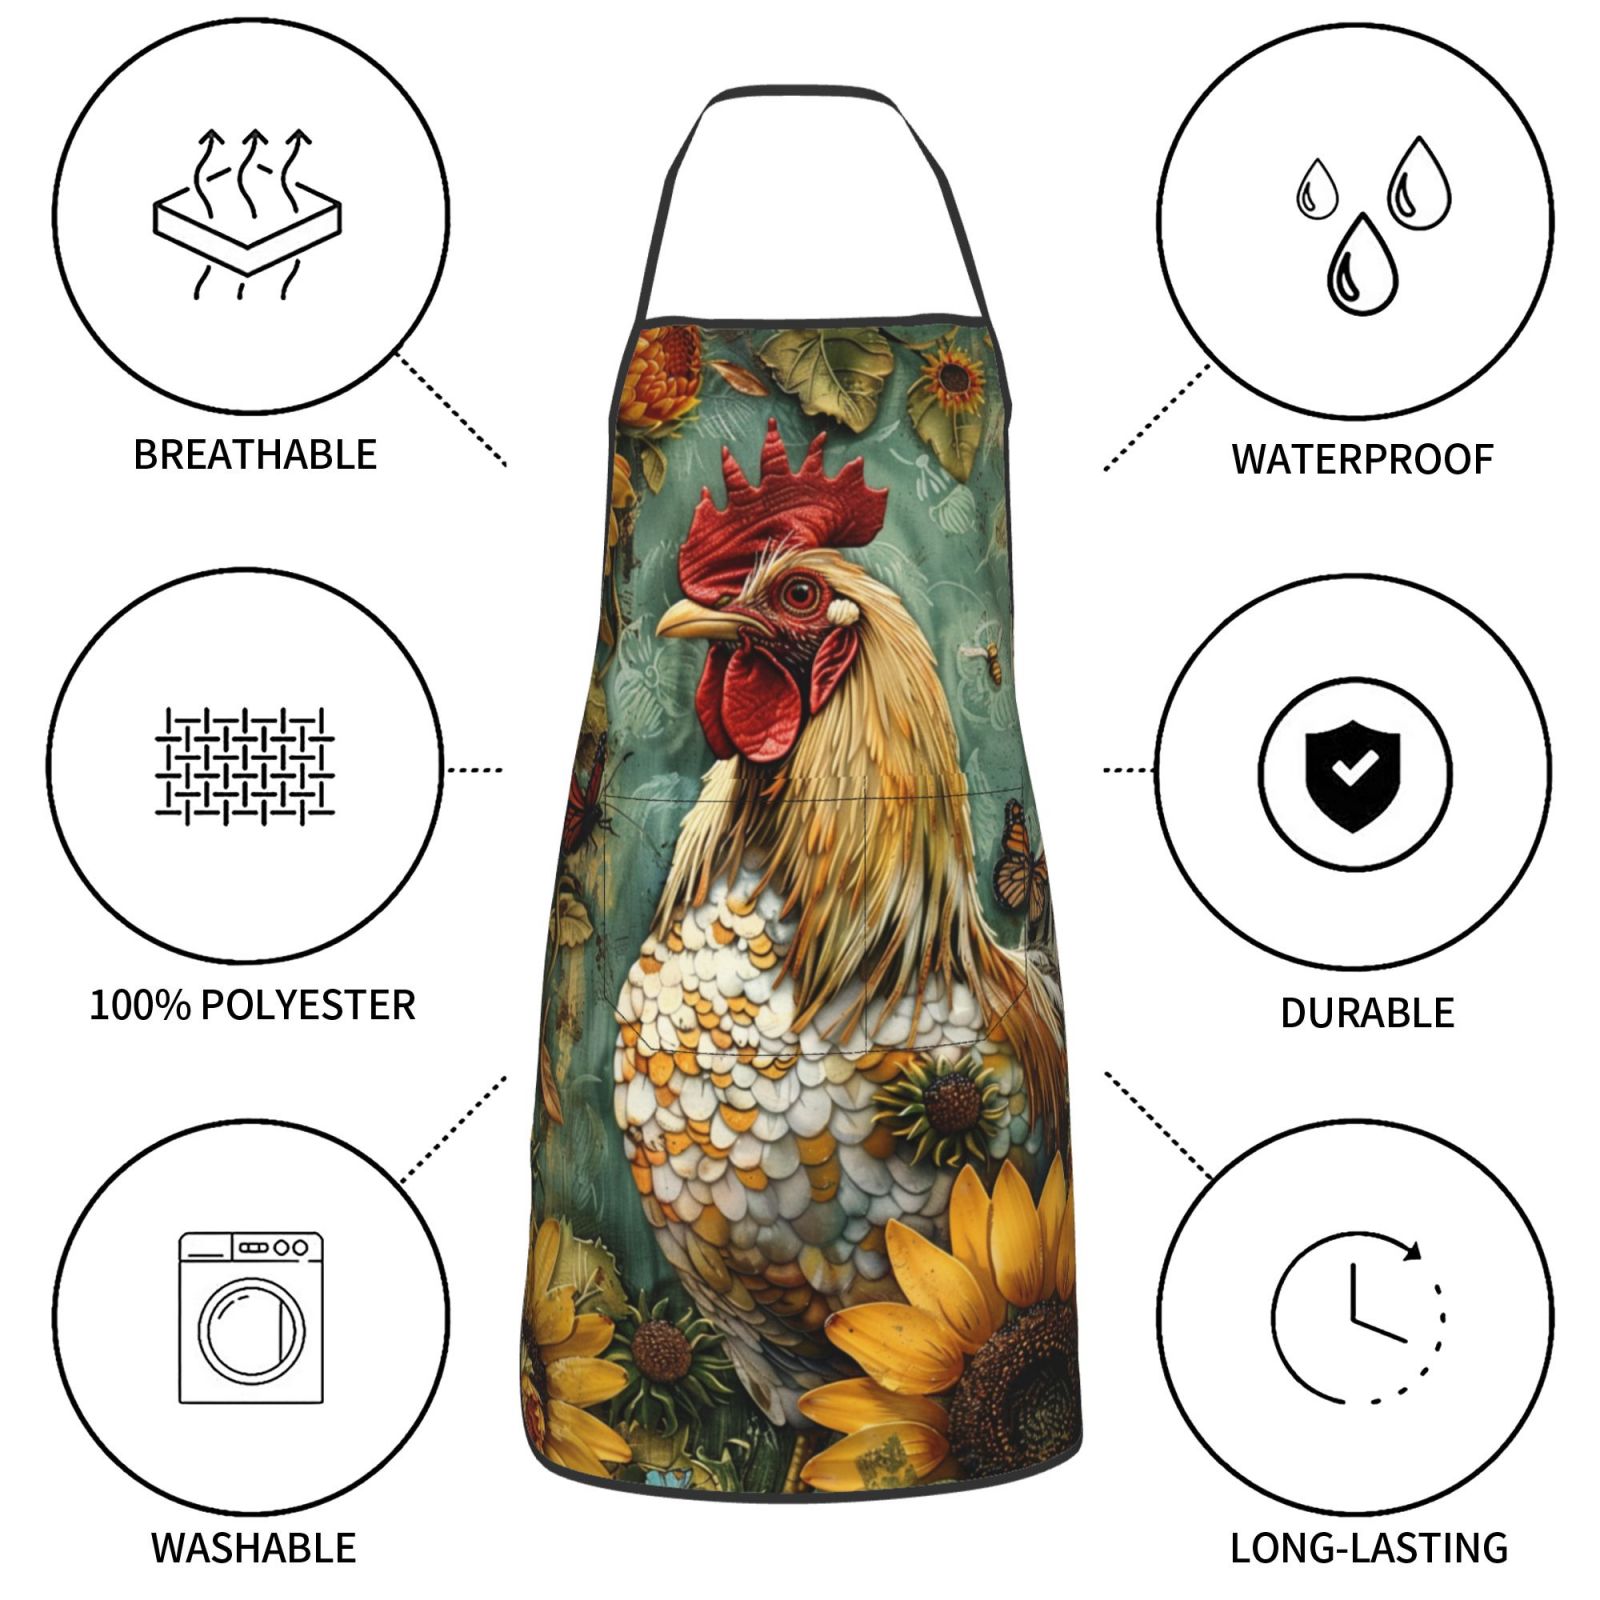 BREATHABLE
WATERPROOF
100% POLYESTER
DURABLE
WASHABLE
LONG-LASTING